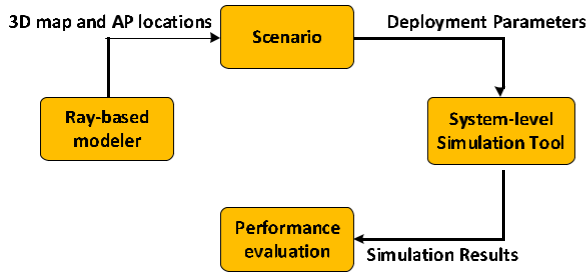 3D map and AP locations
Scenario
Deployment Parameters
Ray-based
modeler
System-level
Simulation Tool
Performance
evaluation
Simulation Results